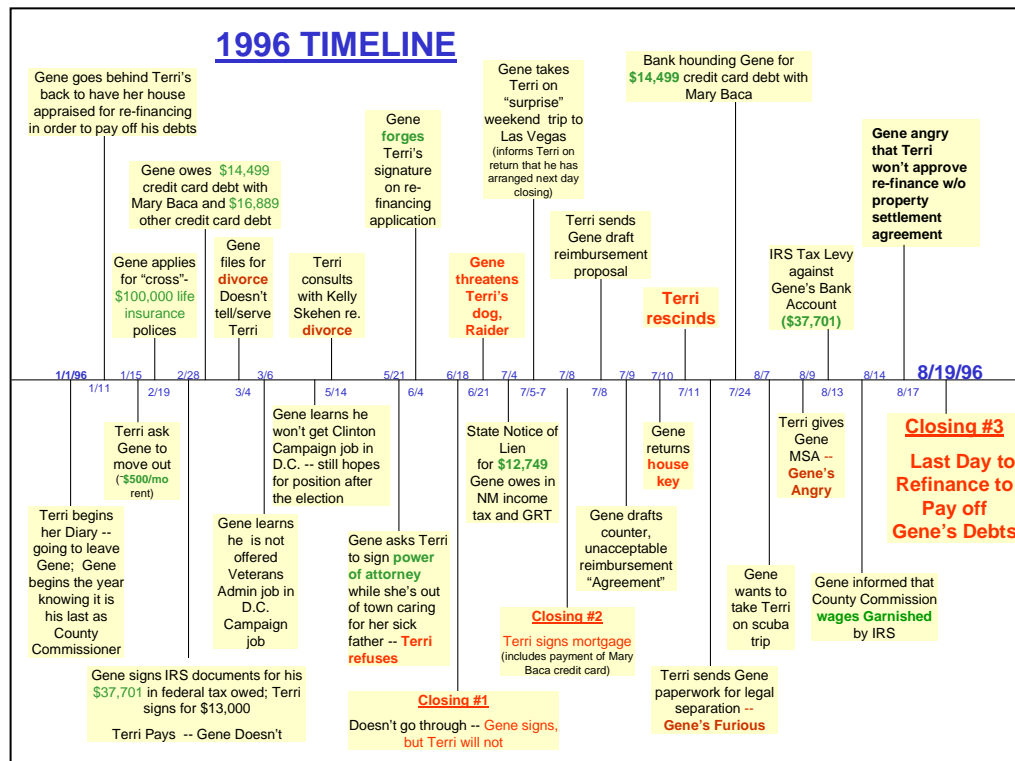 1996 TIMELINE
Gene goes behind Terri's
back to have her house
appraised for re-financing
in order to pay off his debts
Gene owes $14,499
credit card debt with
Mary Baca and $16,889
other credit card debt
Gene applies
for “cross”-
$100,000 life
insurance
polices
Gene
files for
divorce
Doesn't
tell/serve
Terri
Terri
consults
with Kelly
Skehen re.
divorce
Gene
forges
Terri's
signature
on re-
financing
application
Gene
threatens
Terri's
dog,
Raider
Gene takes
Terri on
“surprise”
weekend trip to
Las Vegas
(informs Terri on
return that he has
arranged next day
closing)
Terri sends
Gene draft
reimbursement
proposal
Terri
rescinds
Bank hounding Gene for
$14,499 credit card debt with
Mary Baca
IRS Tax Levy
against
Gene's Bank
Account
($37,701)
Gene angry
that Terri
won't approve
re-finance w/o
property
settlement
agreement
1/1/96 1/15 2/28 3/6 5/21 6/18 7/4 7/8 7/9 7/10 8/7 8/9 8/14 8/19/96
1/11 2/19 3/4 5/14 6/4 6/21 7/5-7 7/8 7/11 7/24 8/13 8/17
Terri begins
her Diary --
going to leave
Gene; Gene
begins the year
knowing it is
his last as
County
Commissioner
Terri ask
Gene to
move out
(~$500/mo
rent)
Gene signs IRS documents for his
$37,701 in federal tax owed; Terri
signs for $13,000
Terri Pays -- Gene Doesn't
Gene learns
he is not
offered
Veterans
Admin job in
D.C.
Campaign
job
Gene learns he
won't get Clinton
Campaign job in
D.C. -- still hopes
for position after
the election
Gene asks Terri
to sign power
of attorney
while she's out
of town caring
for her sick
father -- Terri
refuses
Closing #1
Doesn't go through -- Gene signs,
but Terri will not
State Notice of
Lien
for $12,749
Gene owes in
NM income
tax and GRT
Closing #2
Terri signs mortgage
(includes payment of Mary
Baca credit card)
Gene drafts
counter,
unacceptable
reimbursement
“Agreement”
Gene
returns
house
key
Terri sends Gene
paperwork for legal
separation --
Gene's Furious
Gene
wants to
take Terri
on scuba
trip
Terri gives
Gene
MSA --
Gene's
Angry
Gene informed that
County Commission
wages Garnished
by IRS
Closing #3
Last Day to
Refinance to
Pay off
Gene's Debts